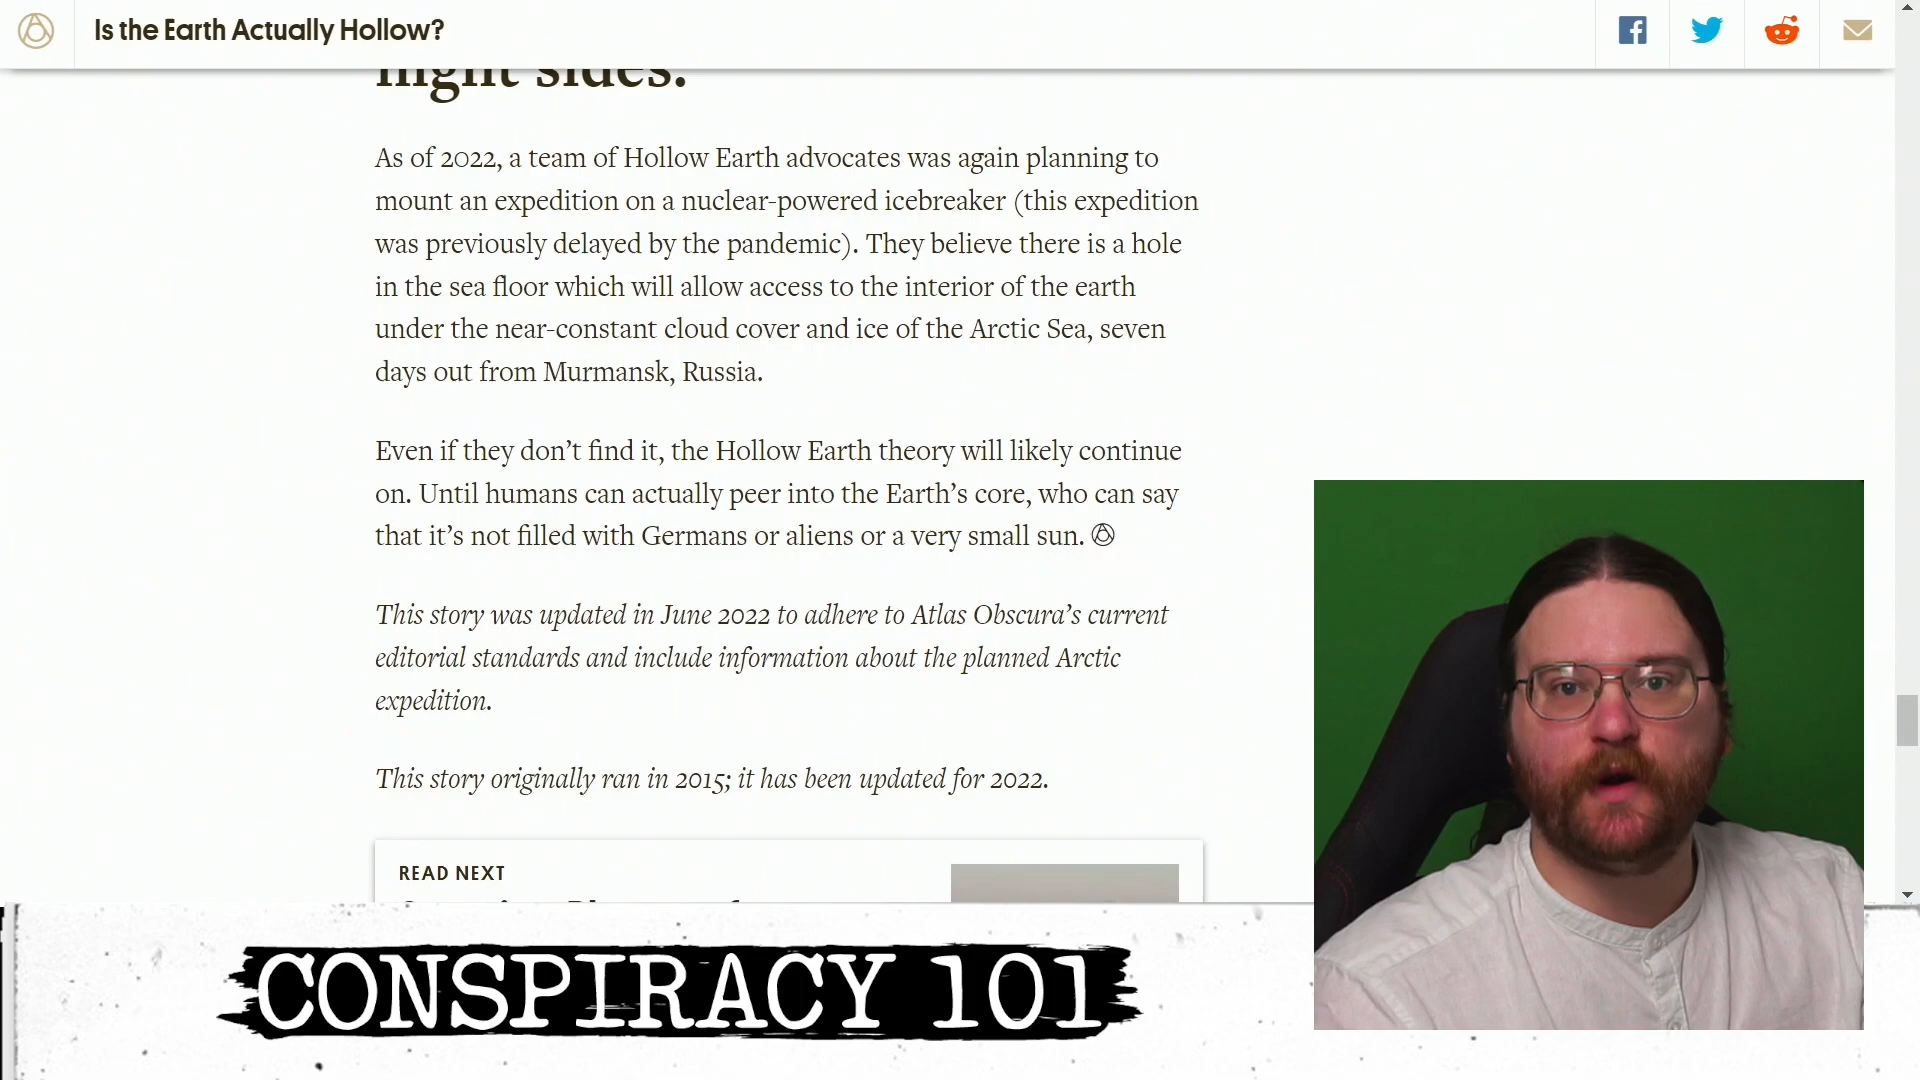 Is the Earth Actually Hollow?
night sides.
As of 2022, a team of Hollow Earth advocates was again planning to
mount an expedition on a nuclear-powered icebreaker (this expedition
was previously delayed by the pandemic). They believe there is a hole
in the sea floor which will allow access to the interior of the earth
under the near-constant cloud cover and ice of the Arctic Sea, seven
days out from Murmansk, Russia.
Even if they don’t find it, the Hollow Earth theory will likely continue
on. Until humans can actually peer into the Earth’s core, who can say
that it’s not filled with Germans or aliens or a very small sun.
This story was updated in June 2022 to adhere to Atlas Obscura’s current
editorial standards and include information about the planned Arctic
expedition.
This story originally ran in 2015; it has been updated for 2022.
READ NEXT
CONSPIRACY 101